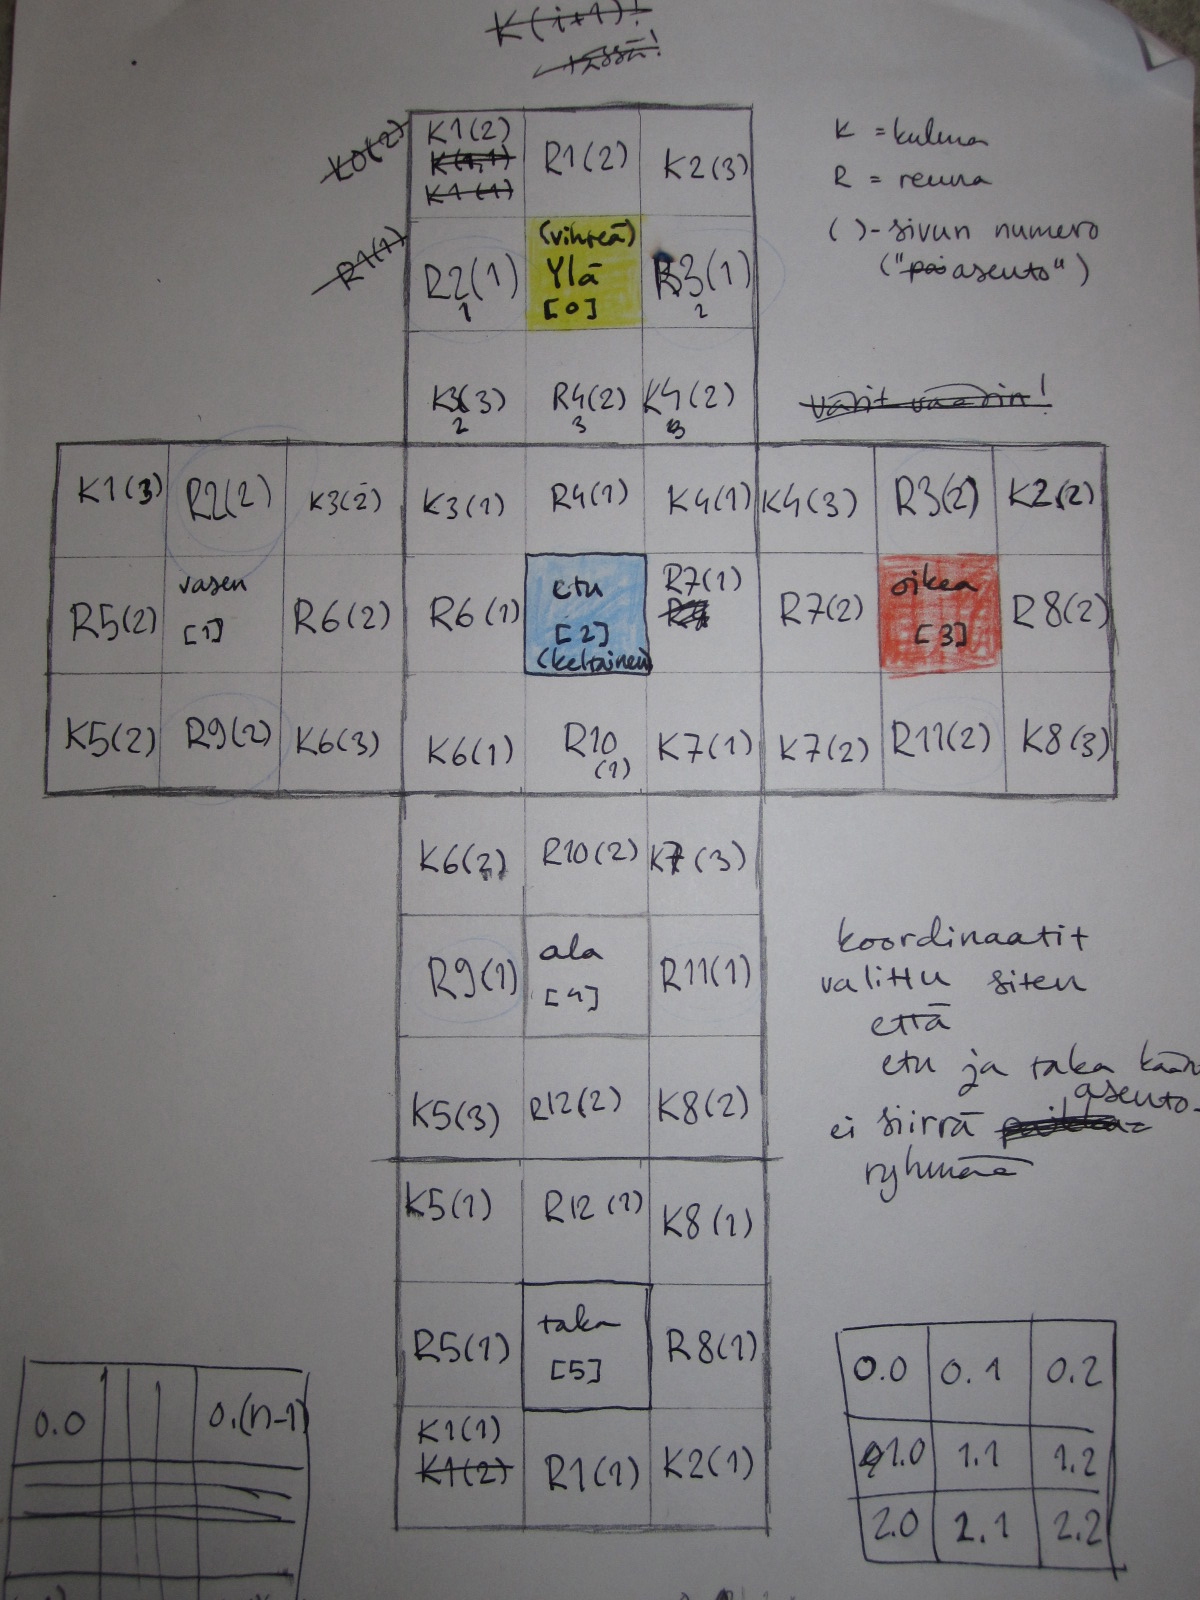 K(i+1)!
tässä!
K0(2)
K1(2)
K(1,1)
K1(1)
R1(2)
K2(3)
R1(1)
R2(1)
1
(vihreä)
Ylä
[0]
R3(1)
2
K3(3)
2
R4(2)
3
K4(2)
3
K = kulma
R = reuna
( ) - sivun numero
("asento")
värit väärin!
K1(3) R2(2) K3(2) K3(1) R4(1) K4(1) K4(3) R3(2) K2(2)
R5(2)
vasen
[1]
R6(2) R6(1)
etu
[2]
(keltainen)
R7(1)
R7(2)
oikea
[3]
R8(2)
K5(2) R9(2) K6(3) K6(1) R10
(1)
K7(1) K7(2) R11(2) K8(3)
K6(2) R10(2) K7(3)
R9(1)
ala
[4]
R11(1)
K5(3) R12(2) K8(2)
koordinaatit
valittu siten
että
etu ja taka
asento-
ei siirrä paikka-
ryhmää
K5(1) R12(1) K8(1)
R5(1)
taka
[5]
R8(1)
K1(1)
K1(2)
R1(1) K2(1)
0.0 0.(n-1)
0.0 0.1 0.2
1.0 1.1 1.2
2.0 2.1 2.2